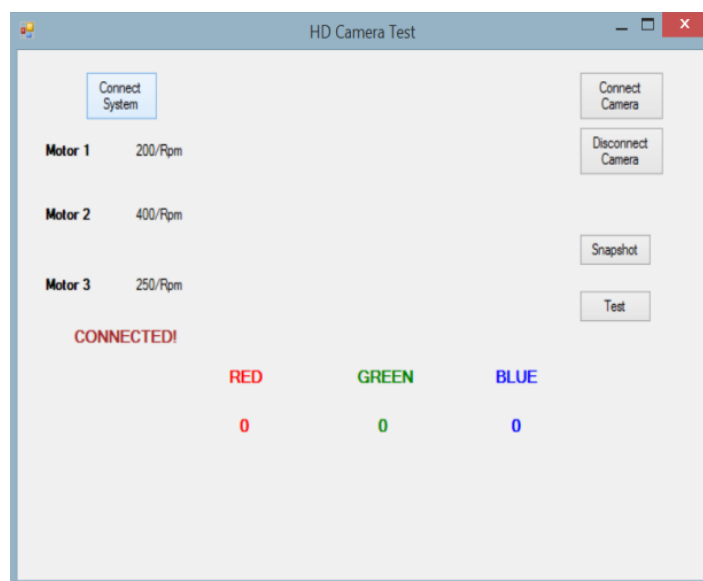 HD Camera Test
Connect
System
Connect
Camera
Motor 1 200/Rpm
Disconnect
Camera
Motor 2 400/Rpm
Snapshot
Motor 3 250/Rpm
Test
CONNECTED!
RED GREEN BLUE
0 0 0